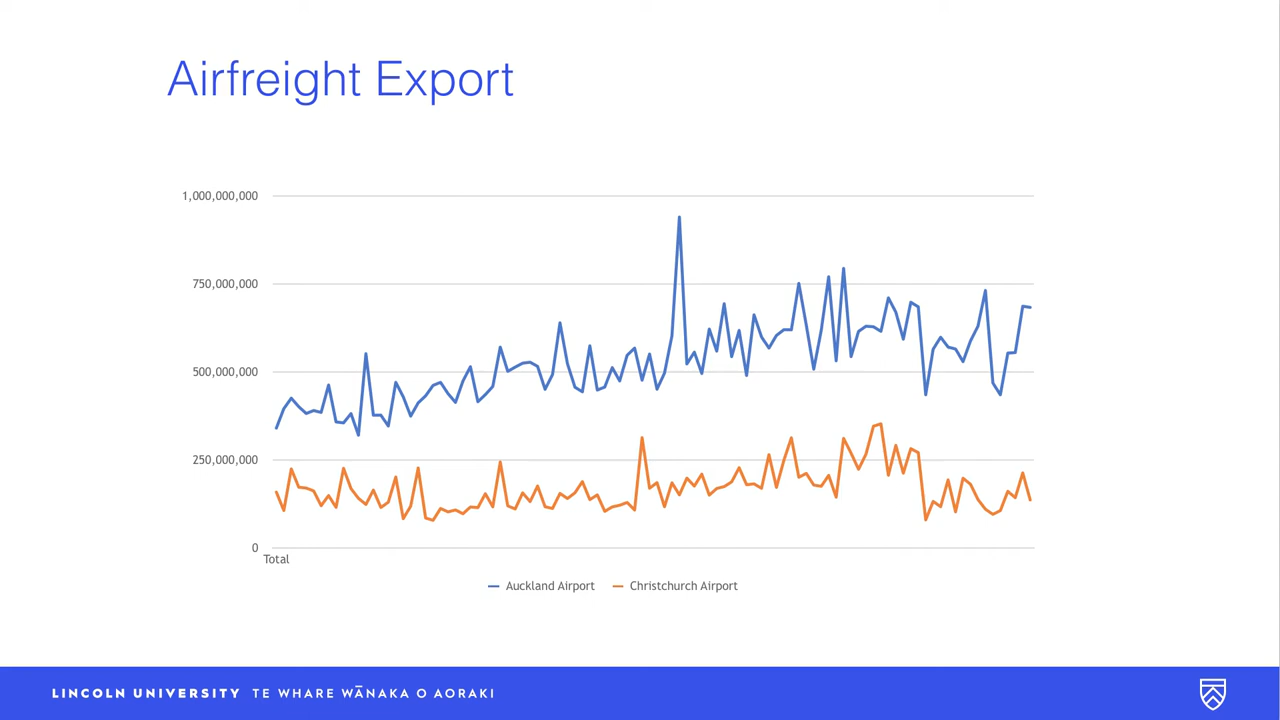 Airfreight Export
1,000,000,000
750,000,000
500,000,000
250,000,000
0
Total
Auckland Airport Christchurch Airport
LINCOLN UNIVERSITY TE WHARE WĀNAKA O AORAKI